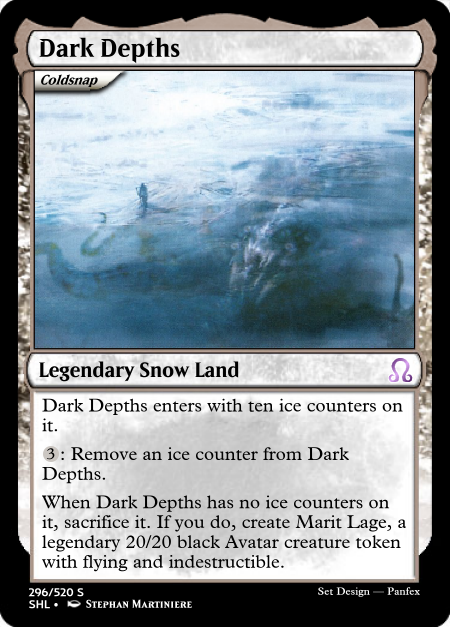 Dark Depths
Coldsnap
Legendary Snow Land
Dark Depths enters with ten ice counters on
it.
3: Remove an ice counter from Dark
Depths.
When Dark Depths has no ice counters on
it, sacrifice it. If you do, create Marit Lage, a
legendary 20/20 black Avatar creature token
with flying and indestructible.
296/520 S
Set Design — Panfex
SHL • Stephan Martiniere